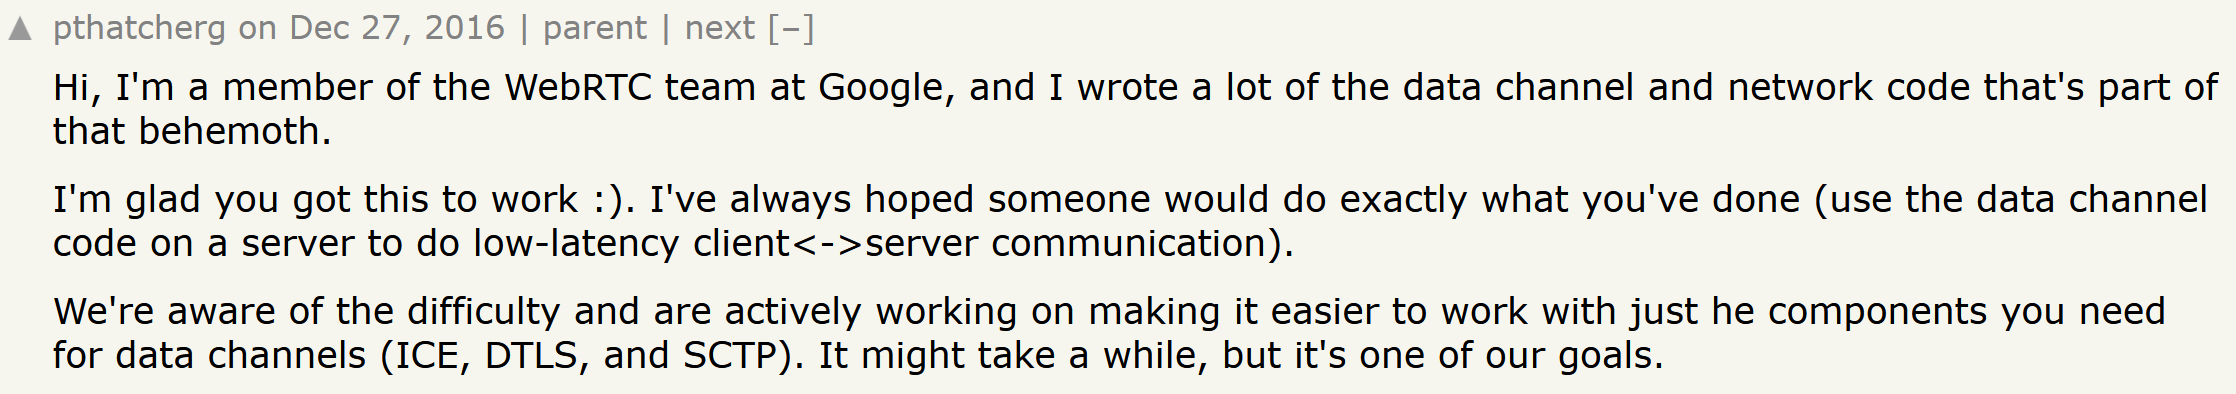 ▲ pthatcherg on Dec 27, 2016 | parent | next [–]
Hi, I'm a member of the WebRTC team at Google, and I wrote a lot of the data channel and network code that's part of
that behemoth.
I'm glad you got this to work :). I've always hoped someone would do exactly what you've done (use the data channel
code on a server to do low-latency client<->server communication).
We're aware of the difficulty and are actively working on making it easier to work with just he components you need
for data channels (ICE, DTLS, and SCTP). It might take a while, but it's one of our goals.